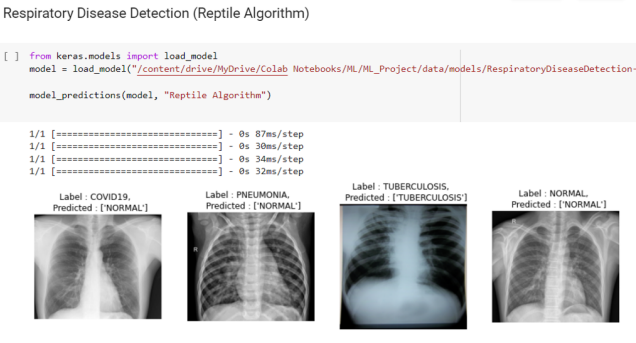 Respiratory Disease Detection (Reptile Algorithm)
[ ] from keras.models import load_model
model = load_model("/content/drive/MyDrive/Colab Notebooks/ML/ML_Project/data/models/RespiratoryDiseaseDetection-
model_predictions(model, "Reptile Algorithm")
1/1 [==============================] - 0s 87ms/step
1/1 [==============================] - 0s 30ms/step
1/1 [==============================] - 0s 34ms/step
1/1 [==============================] - 0s 32ms/step
Label : COVID19,
Predicted : ['NORMAL']
Label : PNEUMONIA,
Predicted : ['NORMAL']
R
Label : TUBERCULOSIS,
Predicted : ['TUBERCULOSIS']
Label : NORMAL,
Predicted : ['NORMAL']
R